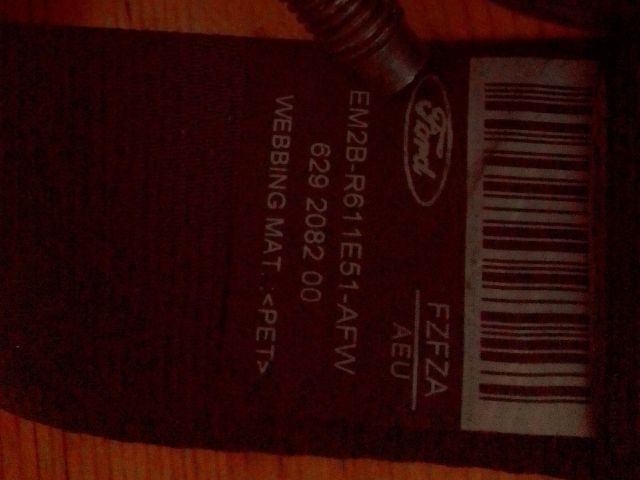 Ford
FZFZA
AEU
EM2B-R611E51-AFW
629 2082 00
WEBBING MAT. :<PET>